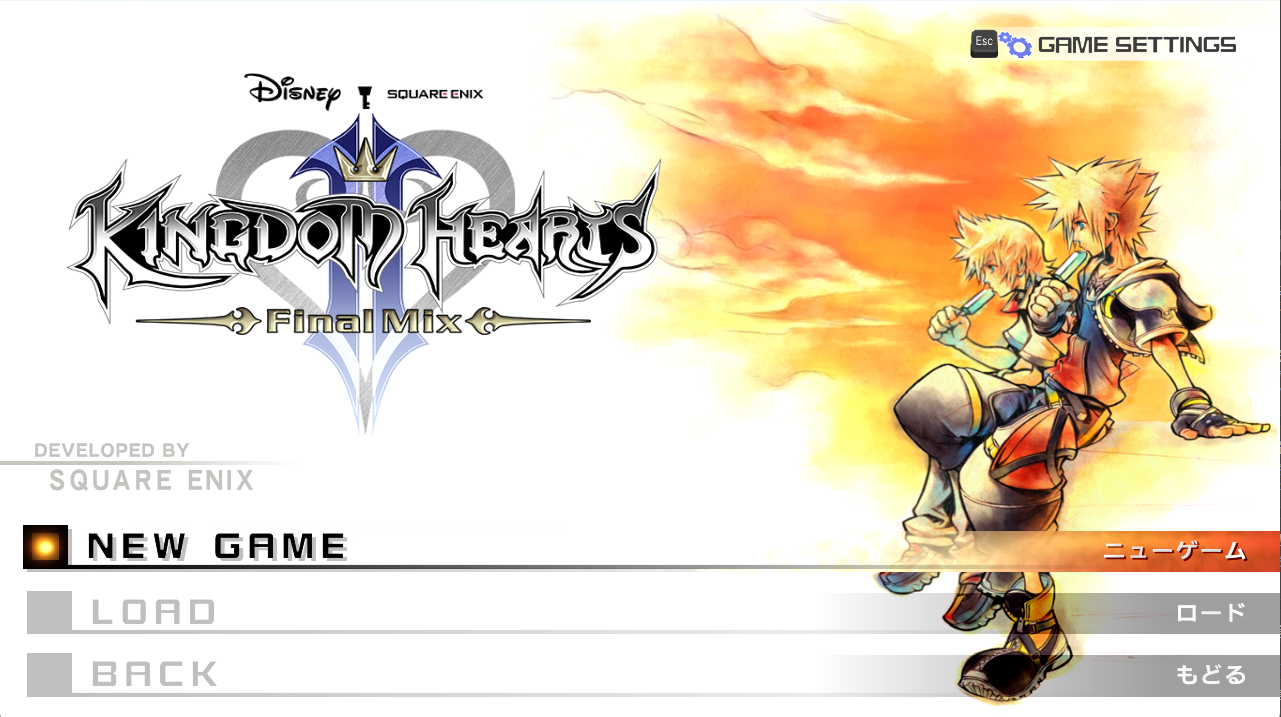 Esc GAME SETTINGS
Disney SQUARE ENIX
KINGDOM HEARTS
II
Final Mix
DEVELOPED BY
SQUARE ENIX
NEW GAME ニューゲーム
LOAD ロード
BACK もどる